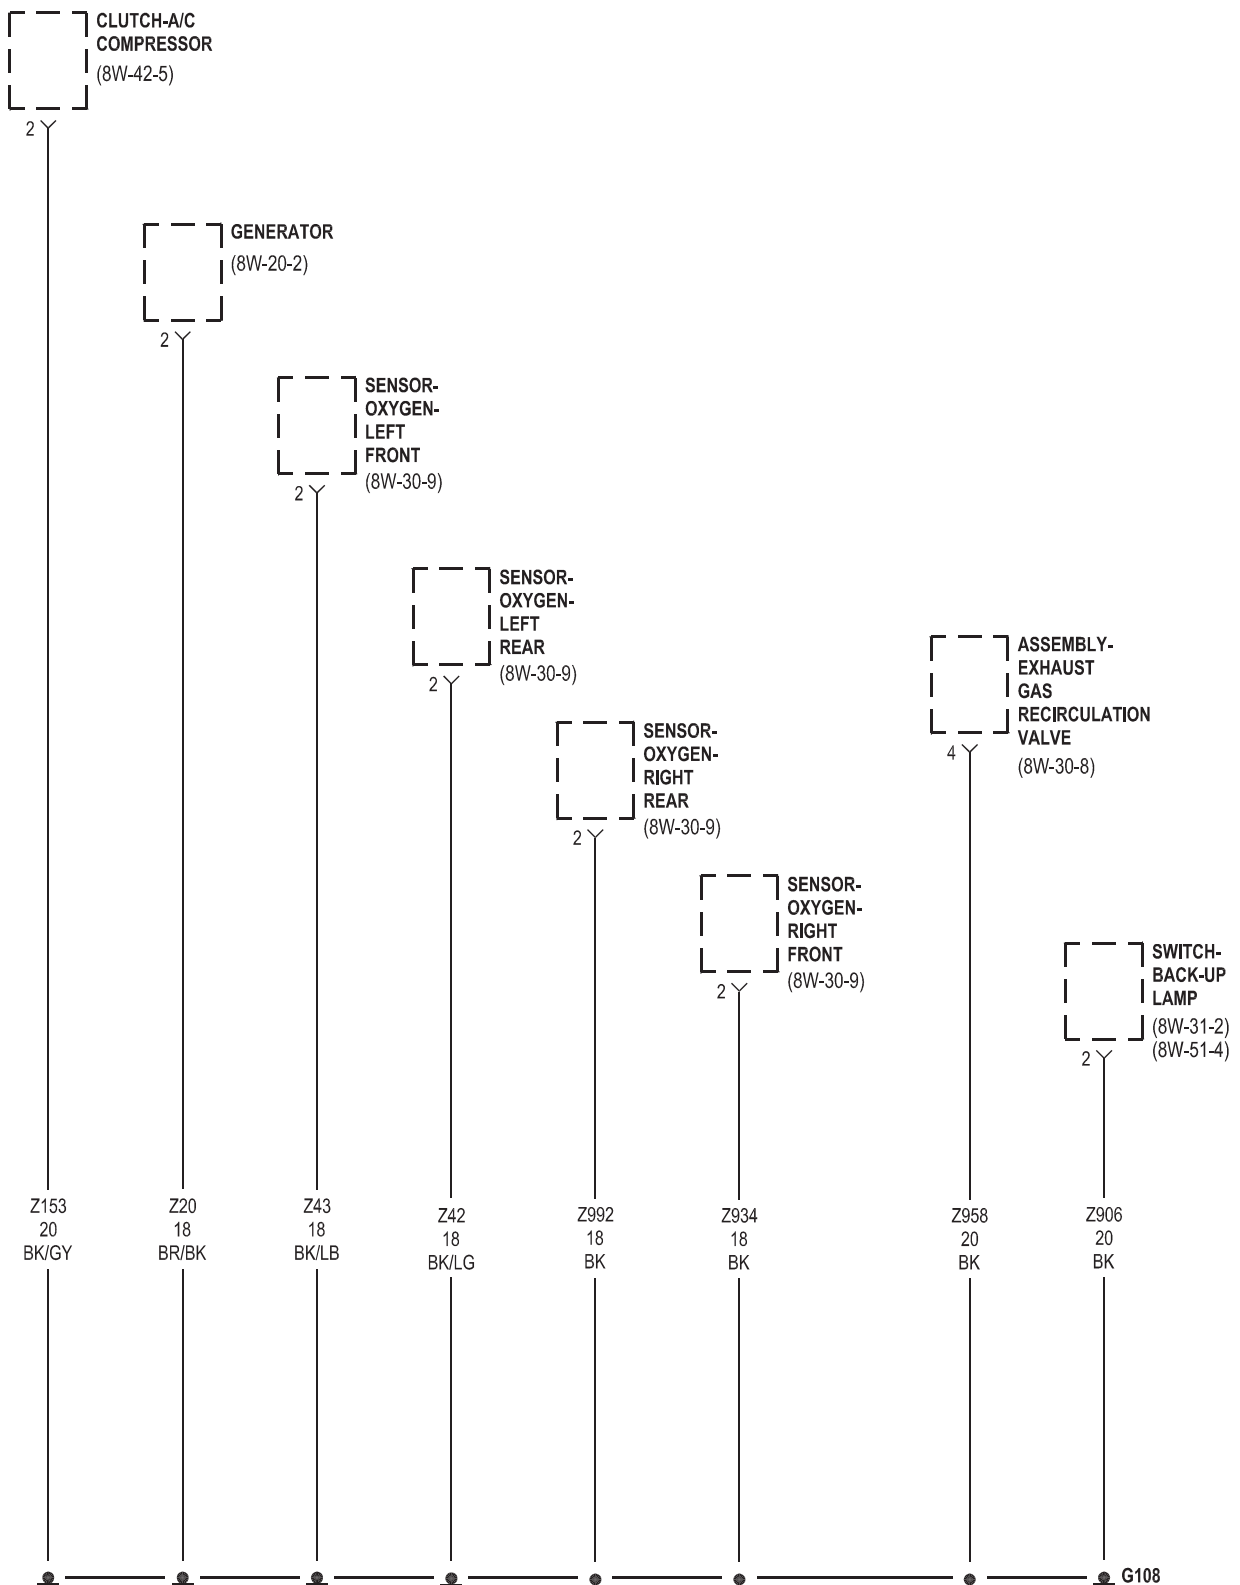 CLUTCH-A/C
COMPRESSOR
(8W-42-5)
2
GENERATOR
(8W-20-2)
2
SENSOR-
OXYGEN-
LEFT
FRONT
(8W-30-9)
2
SENSOR-
OXYGEN-
LEFT
REAR
(8W-30-9)
2
SENSOR-
OXYGEN-
RIGHT
REAR
(8W-30-9)
2
SENSOR-
OXYGEN-
RIGHT
FRONT
(8W-30-9)
2
ASSEMBLY-
EXHAUST
GAS
RECIRCULATION
VALVE
(8W-30-8)
4
SWITCH-
BACK-UP
LAMP
(8W-31-2)
(8W-51-4)
2
Z153
20
BK/GY
Z20
18
BR/BK
Z43
18
BK/LB
Z42
18
BK/LG
Z992
18
BK
Z934
18
BK
Z958
20
BK
Z906
20
BK
G108